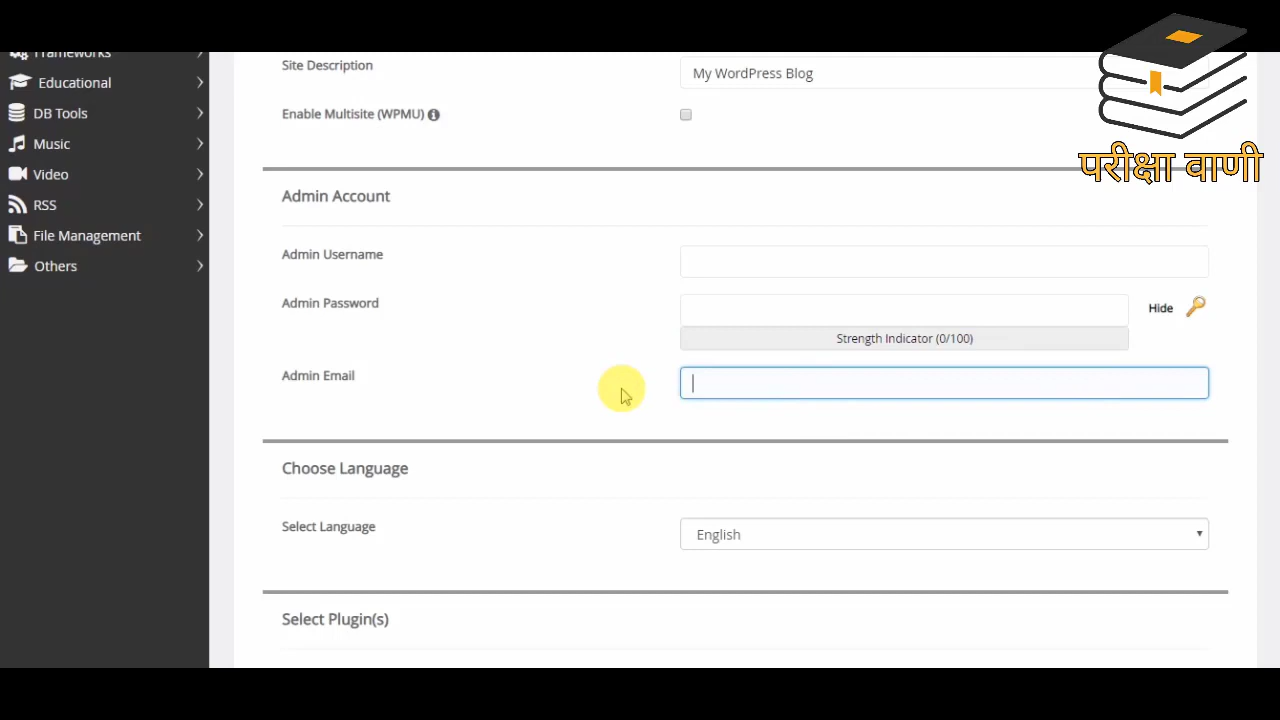 Frameworks
Educational
DB Tools
Music
Video
RSS
File Management
Others
Site Description
My WordPress Blog
Enable Multisite (WPMU)
Admin Account
Admin Username
Admin Password
Hide
Strength Indicator (0/100)
Admin Email
Choose Language
Select Language
English
Select Plugin(s)
परीक्षा वाणी